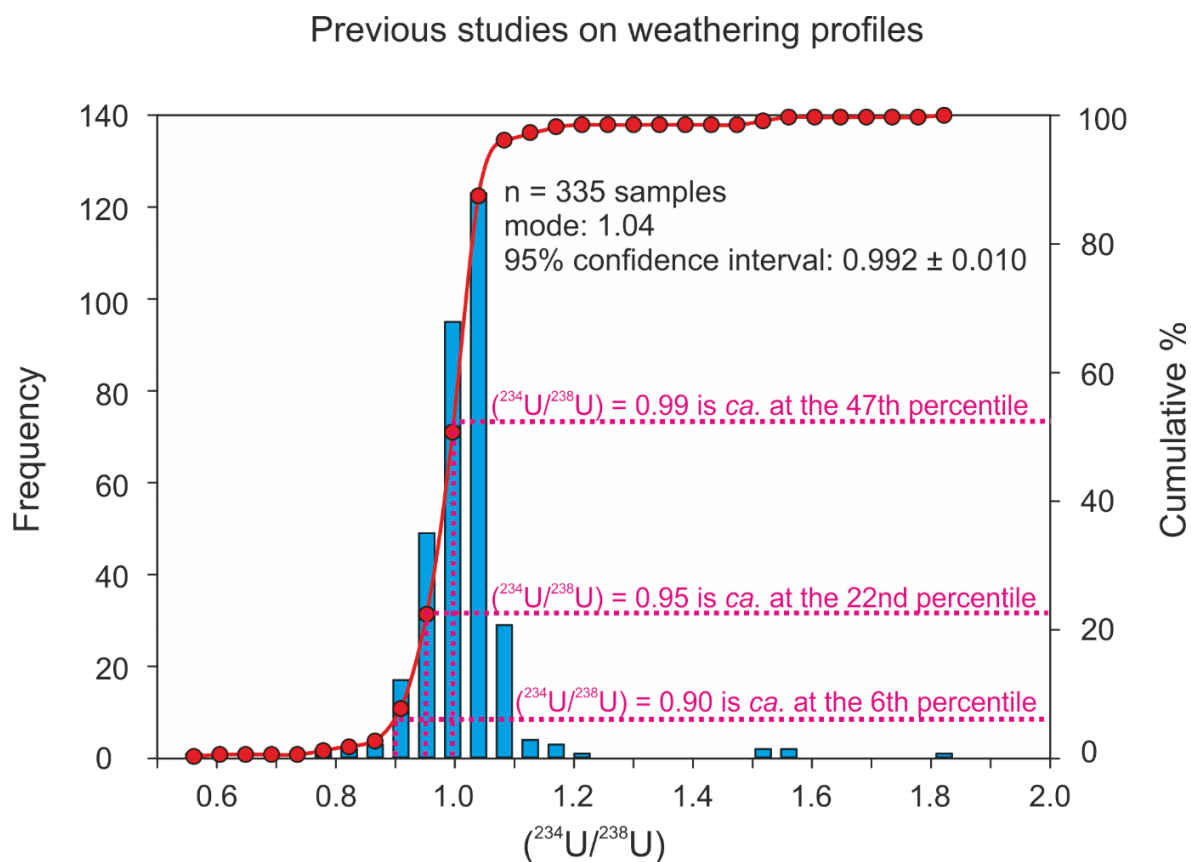 Previous studies on weathering profiles
140
120
100
80
60
40
20
0
Frequency
100
80
60
40
20
0
Cumulative %
n = 335 samples
mode: 1.04
95% confidence interval: 0.992 ± 0.010
(²³⁴U/²³⁸U) = 0.99 is ca. at the 47th percentile
(²³⁴U/²³⁸U) = 0.95 is ca. at the 22nd percentile
(²³⁴U/²³⁸U) = 0.90 is ca. at the 6th percentile
0.6 0.8 1.0 1.2 1.4 1.6 1.8 2.0
(²³⁴U/²³⁸U)